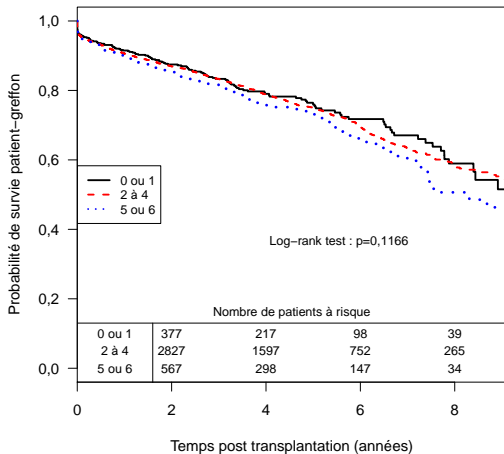 1,0
0,8
0,6
0,4
0,2
0,0
Probabilité de survie patient−greffon
0 ou 1
2 à 4
5 ou 6
Log−rank test : p=0,1166
Nombre de patients à risque
0 ou 1 377 217 98 39
2 à 4 2827 1597 752 265
5 ou 6 567 298 147 34
0 2 4 6 8
Temps post transplantation (années)